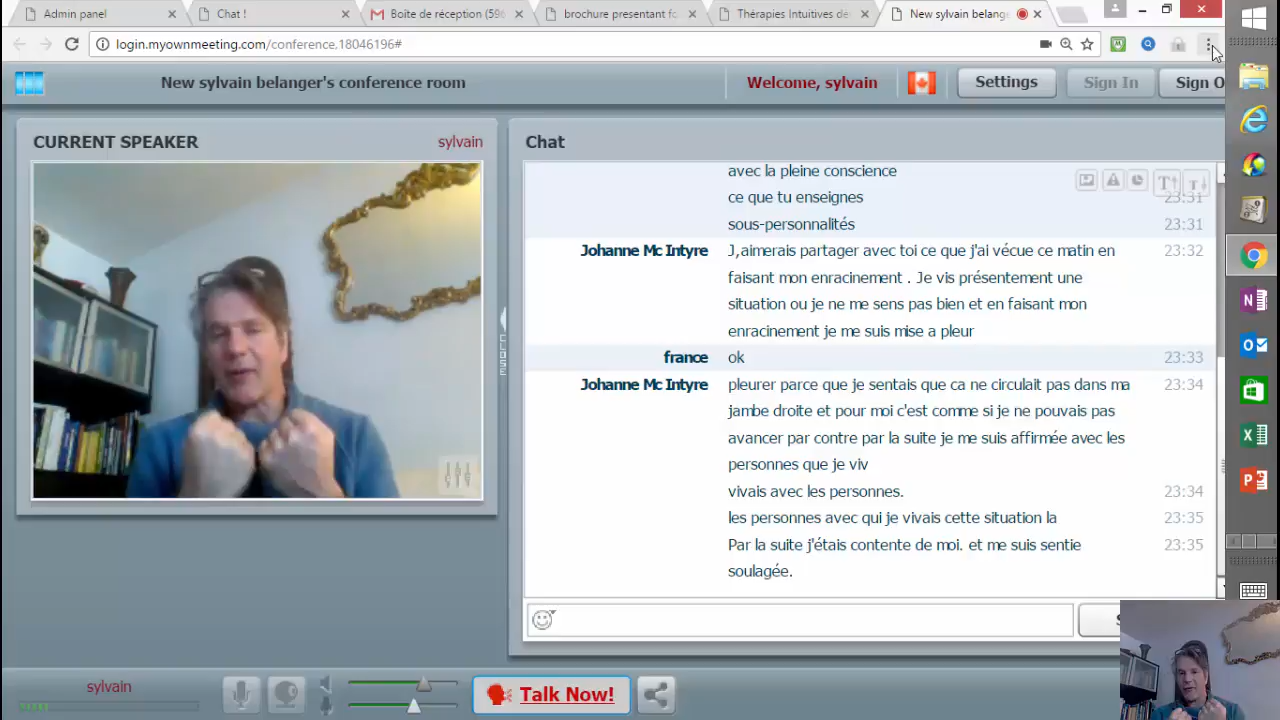 Admin panel
Chat !
Boîte de réception (596
brochure presentant fo
Thérapies Intuitives dé
New sylvain belange
login.myownmeeting.com/conference,18046196#
New sylvain belanger's conference room
Welcome, sylvain
Settings
Sign In
Sign O
CURRENT SPEAKER
sylvain
Chat
avec la pleine conscience
ce que tu enseignes 23:31
sous-personnalités 23:31
Johanne Mc Intyre J,aimerais partager avec toi ce que j'ai vécue ce matin en 23:32
faisant mon enracinement . Je vis présentement une
situation ou je ne me sens pas bien et en faisant mon
enracinement je me suis mise a pleur
france ok 23:33
Johanne Mc Intyre pleurer parce que je sentais que ca ne circulait pas dans ma 23:34
jambe droite et pour moi c'est comme si je ne pouvais pas
avancer par contre par la suite je me suis affirmée avec les
personnes que je viv
vivais avec les personnes. 23:34
les personnes avec qui je vivais cette situation la 23:35
Par la suite j'étais contente de moi. et me suis sentie 23:35
soulagée.
CLOSE
sylvain
Talk Now!